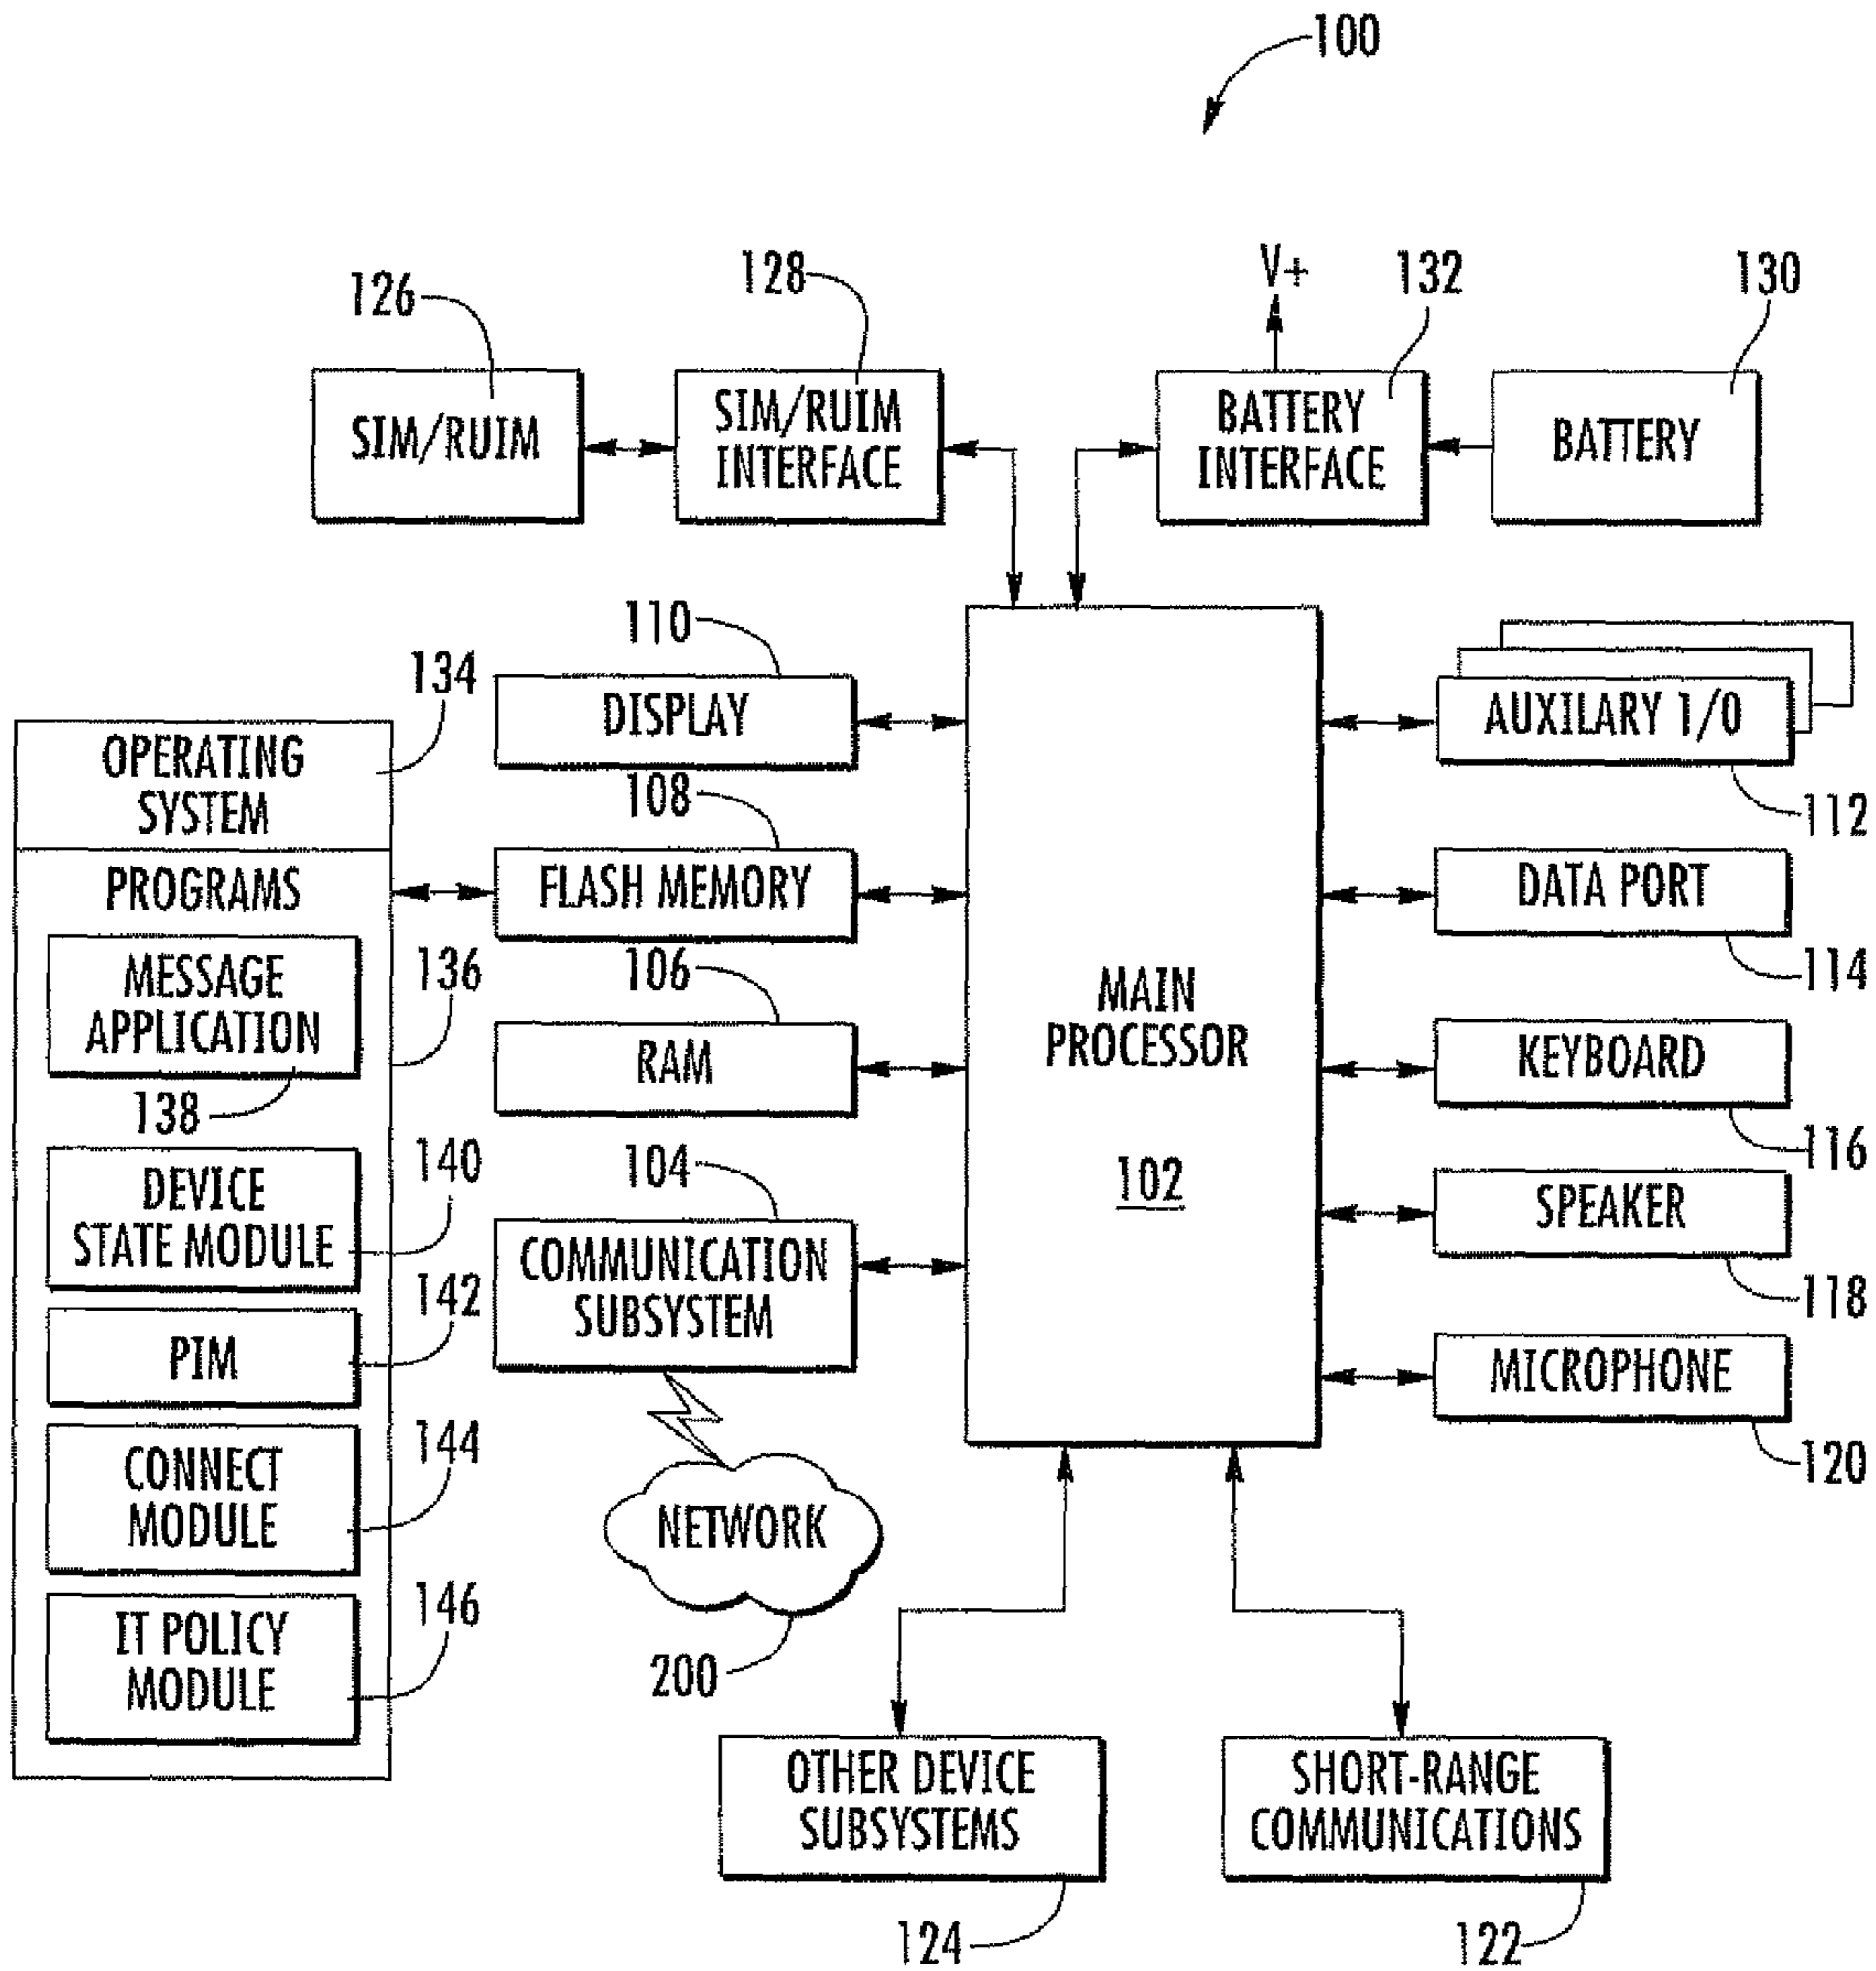 100
126
128
V+
132
130
SIM/RUIM
SIM/RUIM
INTERFACE
BATTERY
INTERFACE
BATTERY
110
134
DISPLAY
AUXILARY I/O
112
OPERATING
SYSTEM
108
PROGRAMS
FLASH MEMORY
DATA PORT
114
MESSAGE
APPLICATION
138
136
106
RAM
MAIN
PROCESSOR
102
KEYBOARD
116
140
104
DEVICE
STATE MODULE
COMMUNICATION
SUBSYSTEM
SPEAKER
118
142
PIM
MICROPHONE
120
144
CONNECT
MODULE
NETWORK
200
146
IT POLICY
MODULE
OTHER DEVICE
SUBSYSTEMS
124
SHORT-RANGE
COMMUNICATIONS
122